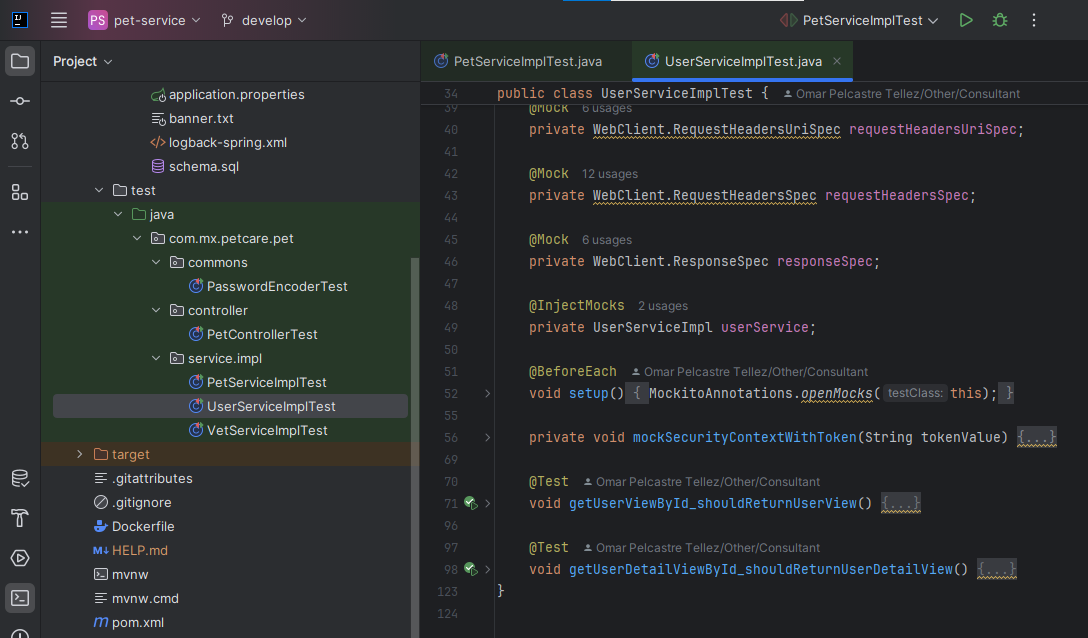 PS pet-service develop PetServiceImplTest
Project
application.properties
banner.txt
logback-spring.xml
schema.sql
test
java
com.mx.petcare.pet
commons
PasswordEncoderTest
controller
PetControllerTest
service.impl
PetServiceImplTest
UserServiceImplTest
VetServiceImplTest
target
.gitattributes
.gitignore
Dockerfile
M↓ HELP.md
mvnw
mvnw.cmd
m pom.xml
PetServiceImplTest.java UserServiceImplTest.java
34 public class UserServiceImplTest { Omar Pelcastre Tellez/Other/Consultant
39 @Mock 6 usages
40 private WebClient.RequestHeadersUriSpec requestHeadersUriSpec;
41
42 @Mock 12 usages
43 private WebClient.RequestHeadersSpec requestHeadersSpec;
44
45 @Mock 6 usages
46 private WebClient.ResponseSpec responseSpec;
47
48 @InjectMocks 2 usages
49 private UserServiceImpl userService;
50
51 @BeforeEach Omar Pelcastre Tellez/Other/Consultant
52 void setup() { MockitoAnnotations.openMocks( testClass: this); }
55
56 private void mockSecurityContextWithToken(String tokenValue) {...}
69
70 @Test Omar Pelcastre Tellez/Other/Consultant
71 void getUserViewById_shouldReturnUserView() {...}
96
97 @Test Omar Pelcastre Tellez/Other/Consultant
98 void getUserDetailViewById_shouldReturnUserDetailView() {...}
123 }
124